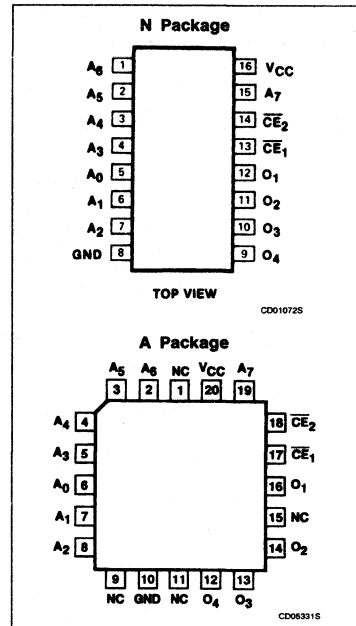 N Package
A6 1 16 VCC
A5 2 15 A7
A4 3 14 CE2
A3 4 13 CE1
A0 5 12 O1
A1 6 11 O2
A2 7 10 O3
GND 8 9 O4
TOP VIEW
CD01072S
A Package
A5 A6 NC VCC A7
3 2 1 20 19
A4 4 18 CE2
A3 5 17 CE1
A0 6 16 O1
A1 7 15 NC
A2 8 14 O2
9 10 11 12 13
NC GND NC O4 O3
CD05331S